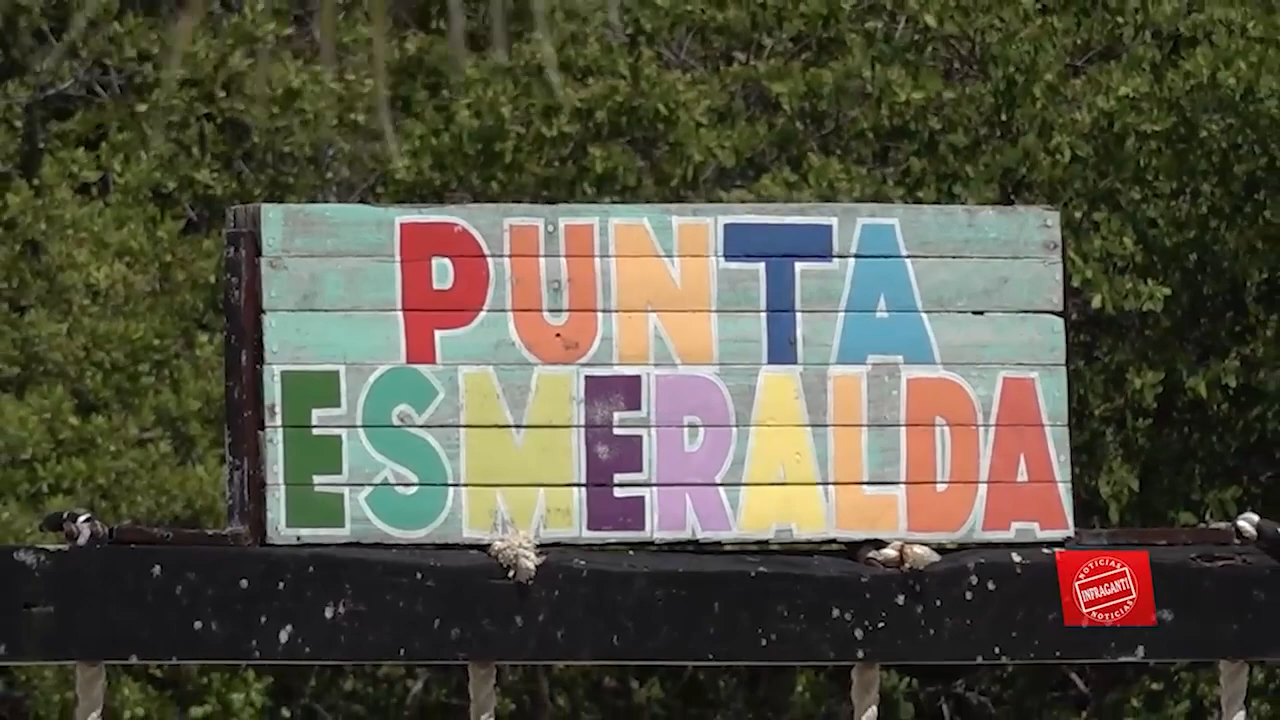 PUNTA
ESMERALDA
NOTICIAS
INFRAGANTI
NOTICIAS